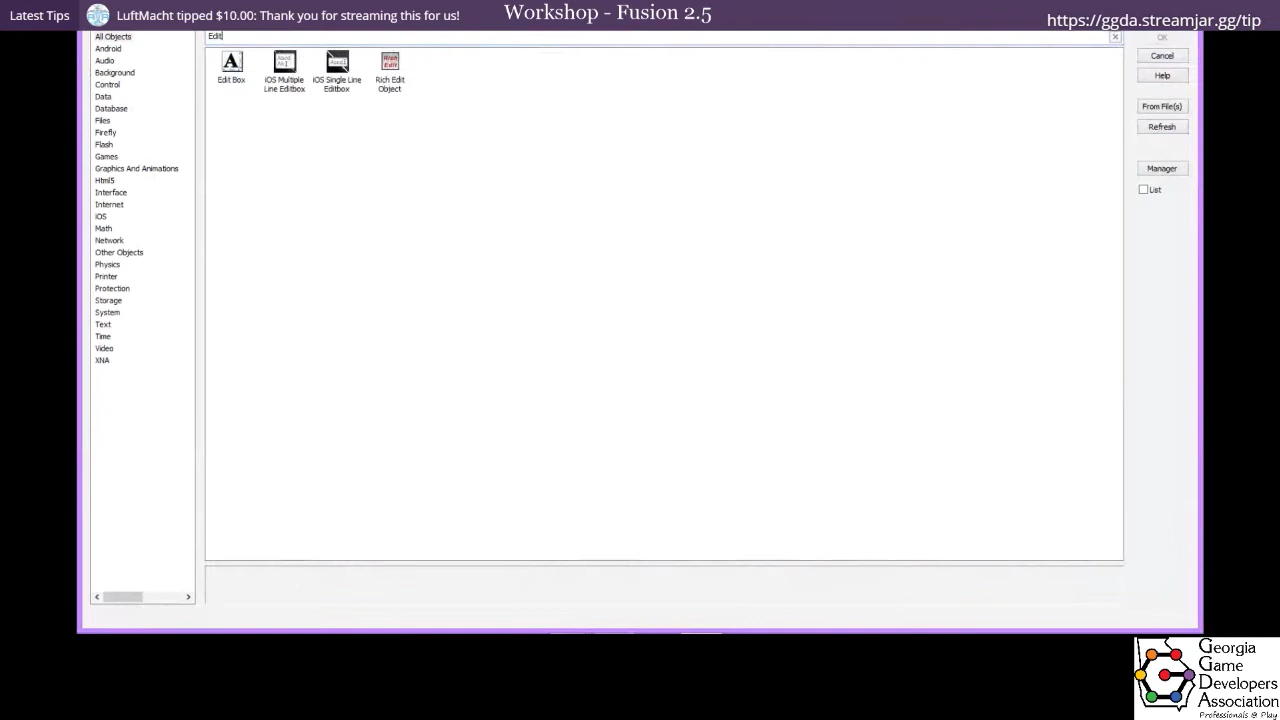 Latest Tips
LuftMacht tipped $10.00: Thank you for streaming this for us!
Workshop - Fusion 2.5
https://ggda.streamjar.gg/tip
All Objects
Android
Audio
Background
Control
Data
Database
Files
Firefly
Flash
Games
Graphics And Animations
Html5
Interface
Internet
iOS
Math
Network
Other Objects
Physics
Printer
Protection
Storage
System
Text
Time
Video
XNA
Edit
Edit Box
iOS Multiple
Line Editbox
iOS Single Line
Editbox
Rich Edit
Object
OK
Cancel
Help
From File(s)
Refresh
Manager
List
Georgia
Game
Developers
Association
Professionals @ Play